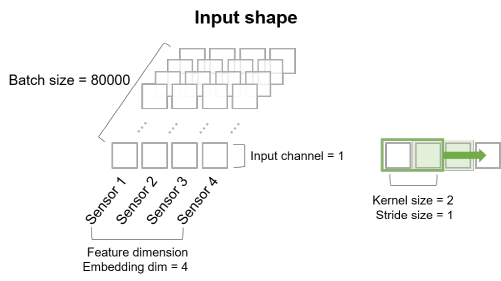 Input shape
Batch size = 80000
Input channel = 1
Sensor 1
Sensor 2
Sensor 3
Sensor 4
Feature dimension
Embedding dim = 4
Kernel size = 2
Stride size = 1